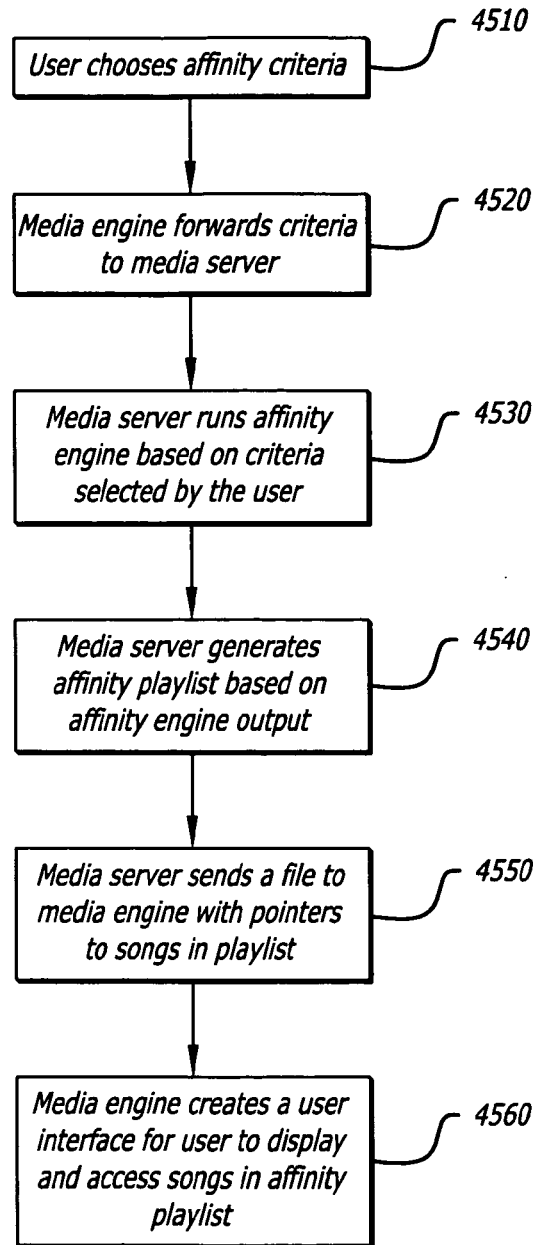 4510
User chooses affinity criteria
4520
Media engine forwards criteria
to media server
4530
Media server runs affinity
engine based on criteria
selected by the user
4540
Media server generates
affinity playlist based on
affinity engine output
4550
Media server sends a file to
media engine with pointers
to songs in playlist
4560
Media engine creates a user
interface for user to display
and access songs in affinity
playlist